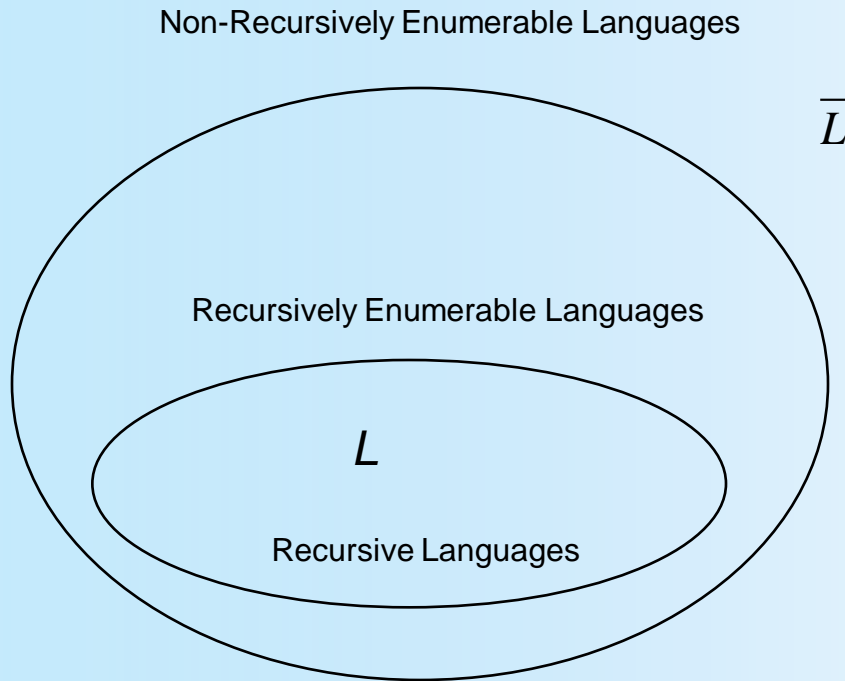 Non-Recursively Enumerable Languages
L̅
Recursively Enumerable Languages
L
Recursive Languages